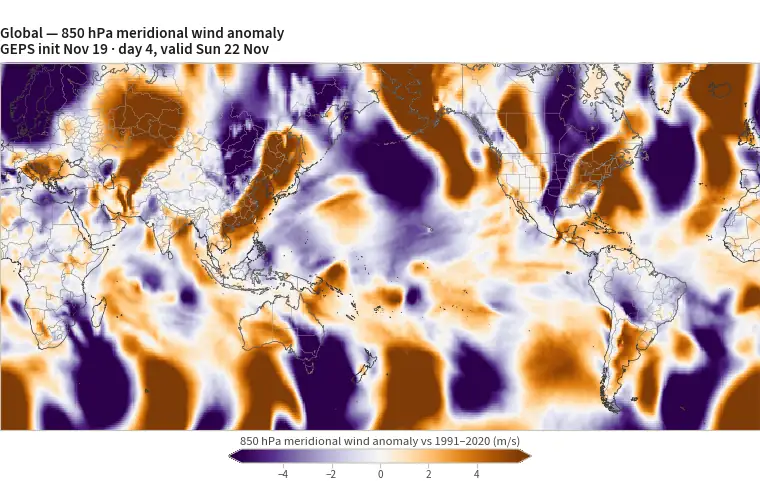 Global — 850 hPa meridional wind anomaly
GEPS init Nov 19 · day 4, valid Sun 22 Nov
850 hPa meridional wind anomaly vs 1991–2020 (m/s)
−4 −2 0 2 4